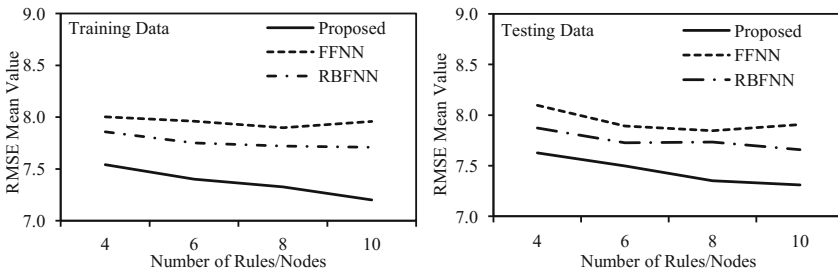 Training Data
Proposed
FFNN
RBFNN
9.0
8.5
8.0
7.5
7.0
RMSE Mean Value
4 6 8 10
Number of Rules/Nodes
Testing Data
Proposed
FFNN
RBFNN
9.0
8.5
8.0
7.5
7.0
RMSE Mean Value
4 6 8 10
Number of Rules/Nodes